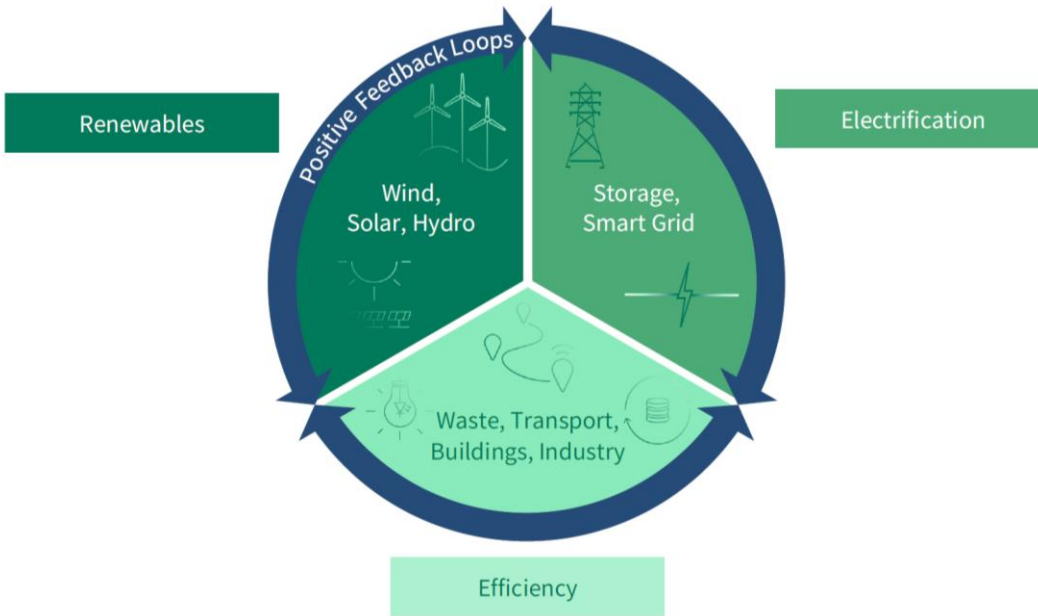 Positive Feedback Loops
Renewables
Electrification
Wind,
Solar, Hydro
Storage,
Smart Grid
Waste, Transport,
Buildings, Industry
Efficiency